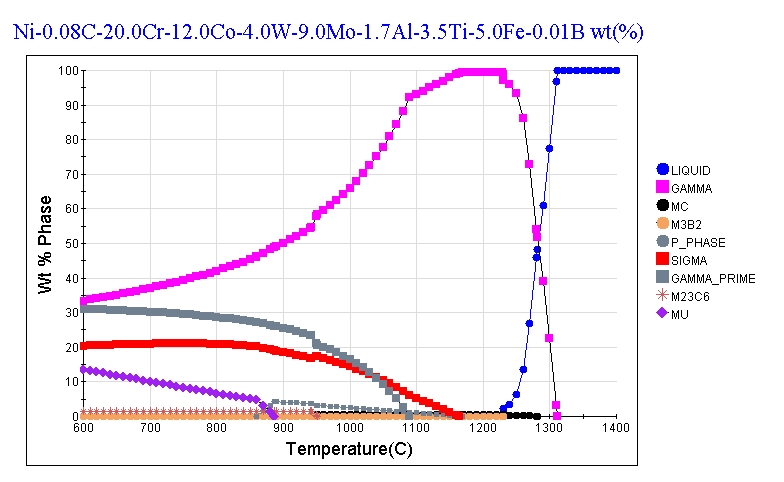 Ni-0.08C-20.0Cr-12.0Co-4.0W-9.0Mo-1.7Al-3.5Ti-5.0Fe-0.01B wt(%)
100
90
80
70
60
50
40
30
20
10
0
Wt % Phase
600 700 800 900 1000 1100 1200 1300 1400
Temperature(C)
LIQUID
GAMMA
MC
M3B2
P_PHASE
SIGMA
GAMMA_PRIME
M23C6
MU